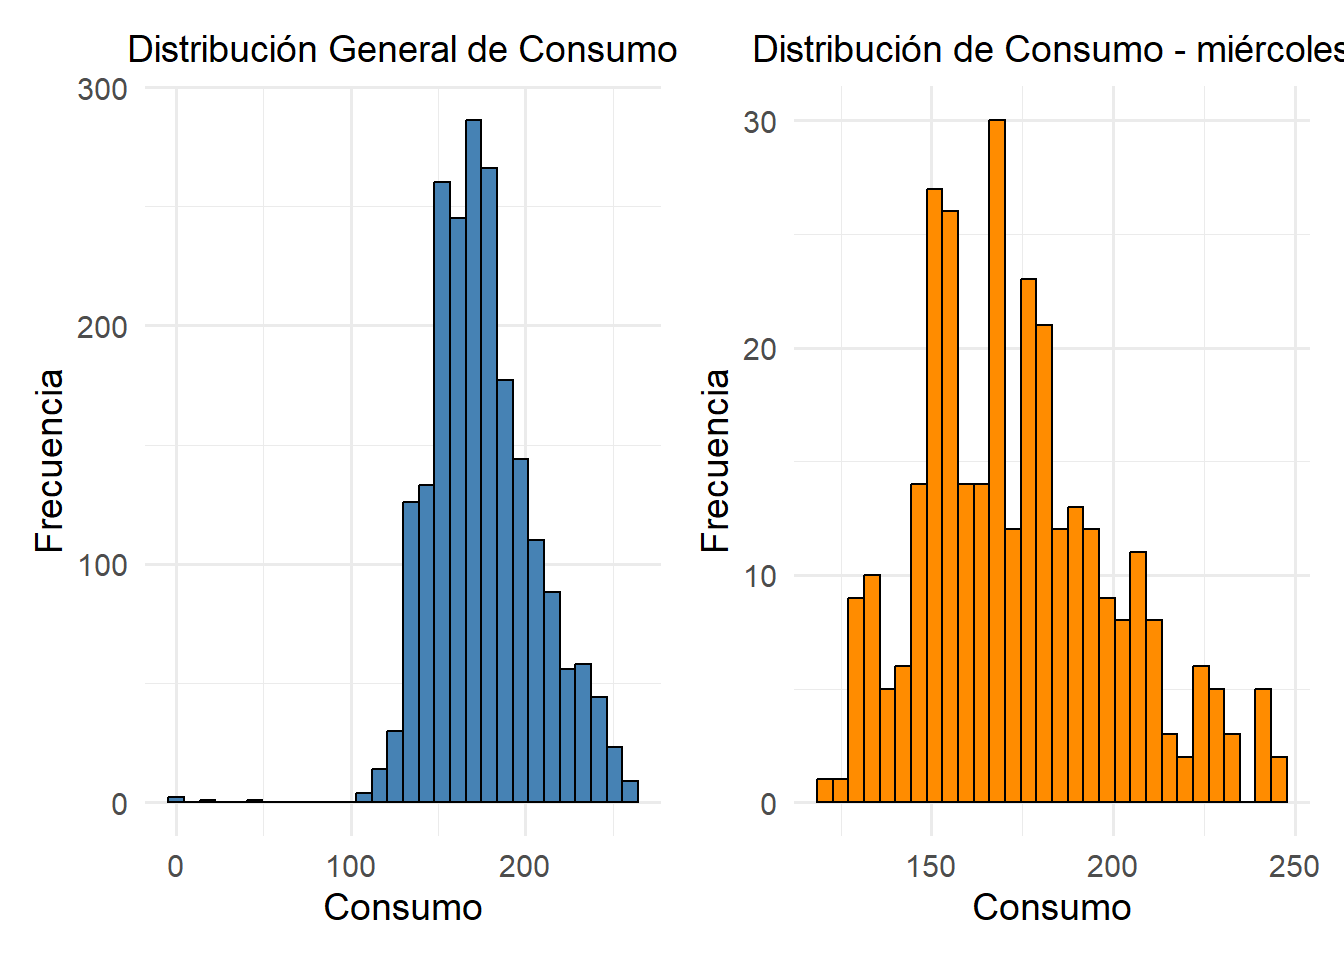 Distribución General de Consumo
300
200
100
0
Frecuencia
0 100 200
Consumo
Distribución de Consumo - miércoles
30
20
10
0
Frecuencia
150 200 250
Consumo